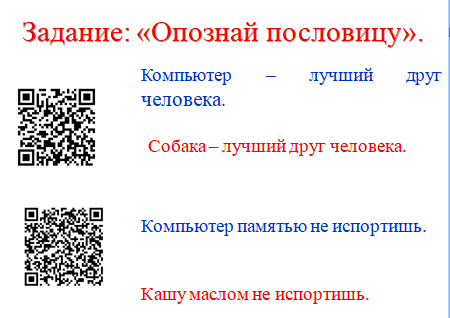 Задание: «Опознай пословицу».
Компьютер – лучший друг
человека.
Собака – лучший друг человека.
Компьютер памятью не испортишь.
Кашу маслом не испортишь.